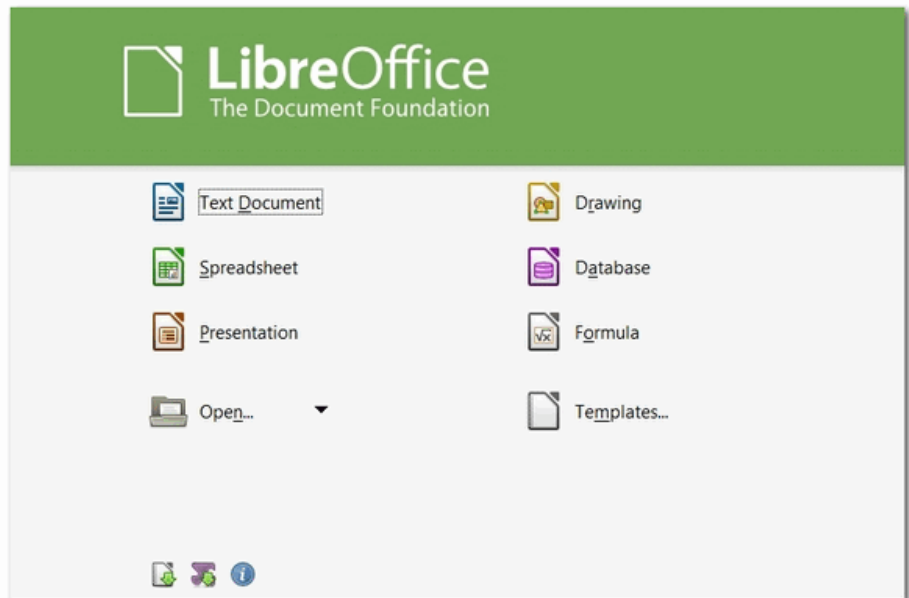 LibreOffice
The Document Foundation
Text Document
Drawing
Spreadsheet
Database
Presentation
Formula
Open...
Templates...